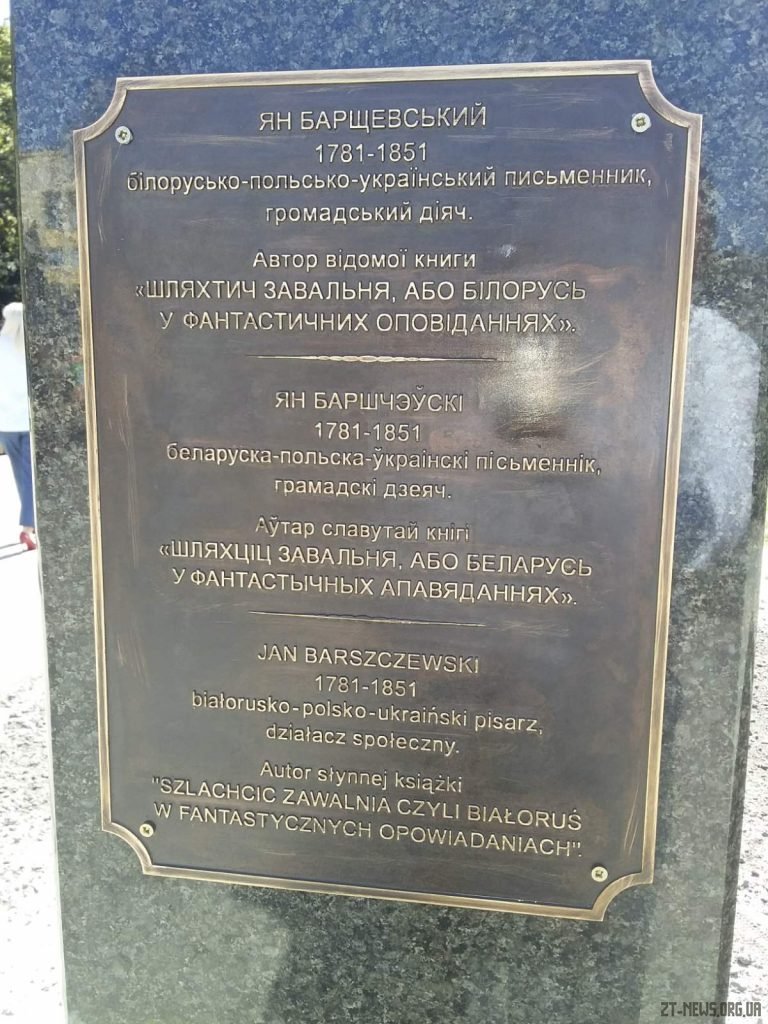 ЯН БАРЩЕВСЬКИЙ
1781-1851
білорусько-польсько-український письменник,
громадський діяч.
Автор відомої книги
«ШЛЯХТИЧ ЗАВАЛЬНЯ, АБО БІЛОРУСЬ
У ФАНТАСТИЧНИХ ОПОВІДАННЯХ».
ЯН БАРШЧЭЎСКІ
1781-1851
беларуска-польска-ўкраінскі пісьменнік,
грамадскі дзеяч.
Аўтар славутай кнігі
«ШЛЯХЦІЦ ЗАВАЛЬНЯ, АБО БЕЛАРУСЬ
У ФАНТАСТЫЧНЫХ АПАВЯДАННЯХ».
JAN BARSZCZEWSKI
1781-1851
białorusko-polsko-ukraiński pisarz,
działacz społeczny.
Autor słynnej książki
"SZLACHCIC ZAWALNIA CZYLI BIAŁORUŚ
W FANTASTYCZNYCH OPOWIADANIACH".
ZT-NEWS.ORG.UA